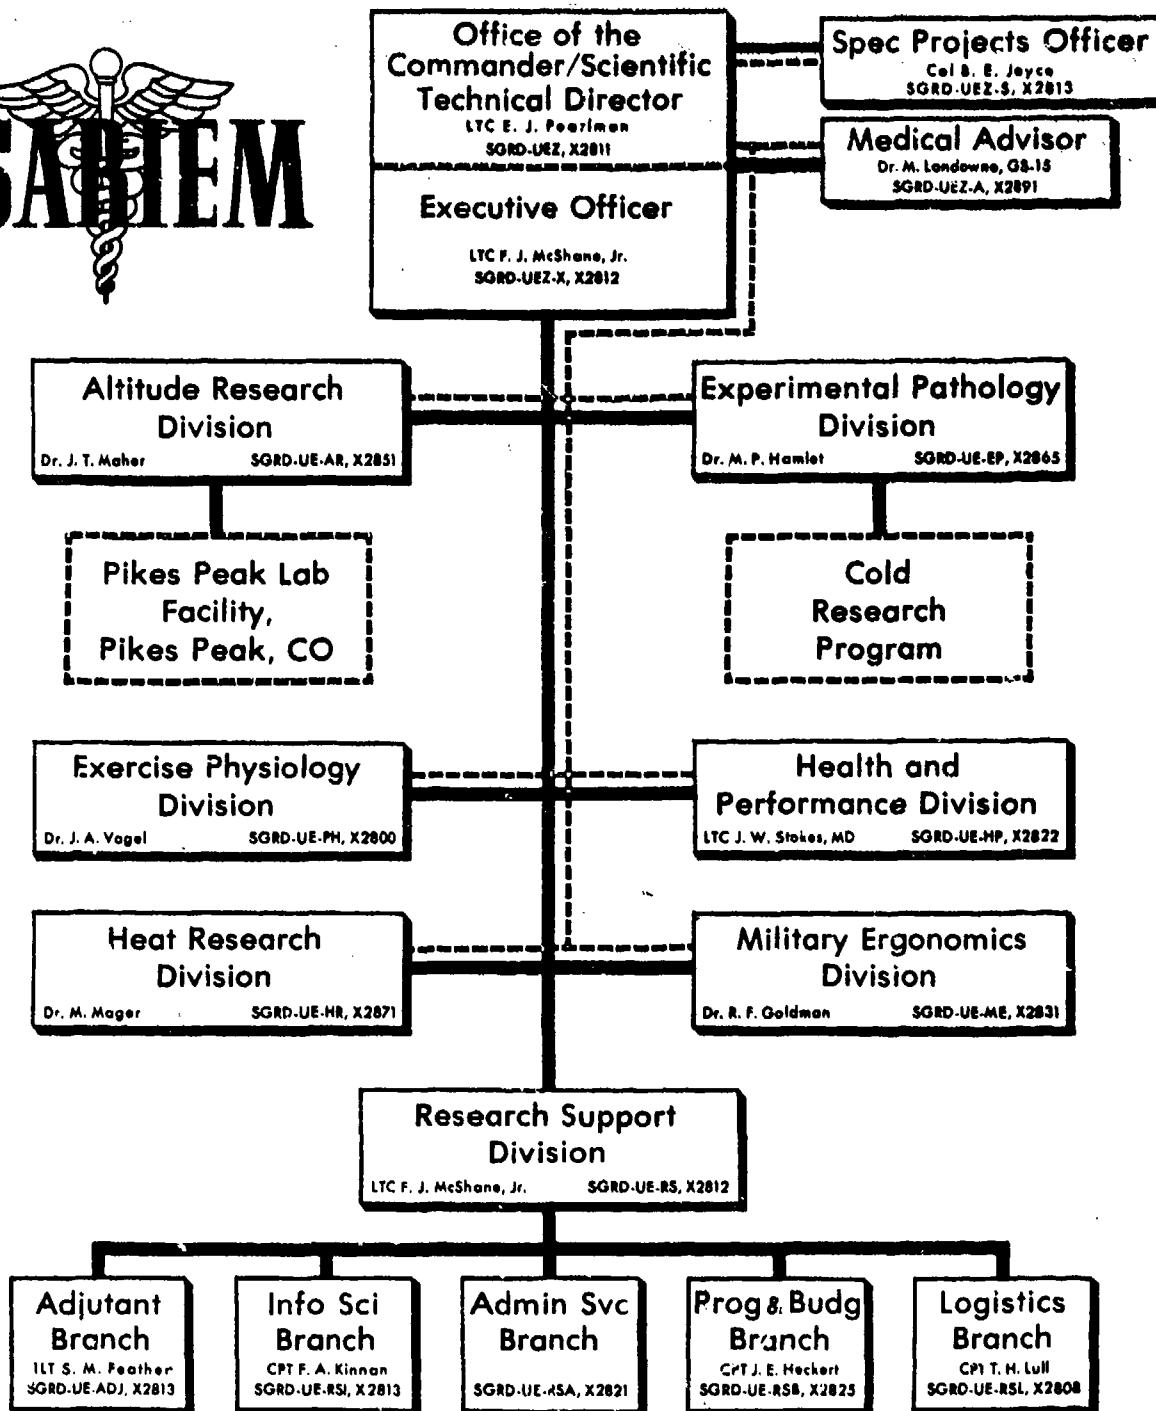 SARIEM
Office of the
Commander/Scientific
Technical Director
LTC E. J. Pearlman
SGRD-UEZ, X2811
Executive Officer
LTC F. J. McShane, Jr.
SGRD-UEZ-X, X2812
Spec Projects Officer
Col B. E. Joyce
SGRD-UEZ-S, X2813
Medical Advisor
Dr. M. Landowne, GS-15
SGRD-UEZ-A, X2891
Altitude Research
Division
Dr. J. T. Maher SGRD-UE-AR, X2851
Experimental Pathology
Division
Dr. M. P. Hamlet SGRD-UE-EP, X2865
Pikes Peak Lab
Facility,
Pikes Peak, CO
Cold
Research
Program
Exercise Physiology
Division
Dr. J. A. Vogel SGRD-UE-PH, X2800
Health and
Performance Division
LTC J. W. Stokes, MD SGRD-UE-HP, X2822
Heat Research
Division
Dr. M. Mager SGRD-UE-HR, X2871
Military Ergonomics
Division
Dr. R. F. Goldman SGRD-UE-ME, X2831
Research Support
Division
LTC F. J. McShane, Jr. SGRD-UE-RS, X2812
Adjutant
Branch
1LT S. M. Feather
SGRD-UE-ADJ, X2813
Info Sci
Branch
CPT F. A. Kinnan
SGRD-UE-RSI, X2813
Admin Svc
Branch
SGRD-UE-RSA, X2821
Prog & Budg
Branch
CPT J. E. Heckert
SGRD-UE-RSB, X2825
Logistics
Branch
CPT T. H. Lull
SGRD-UE-RSL, X2808